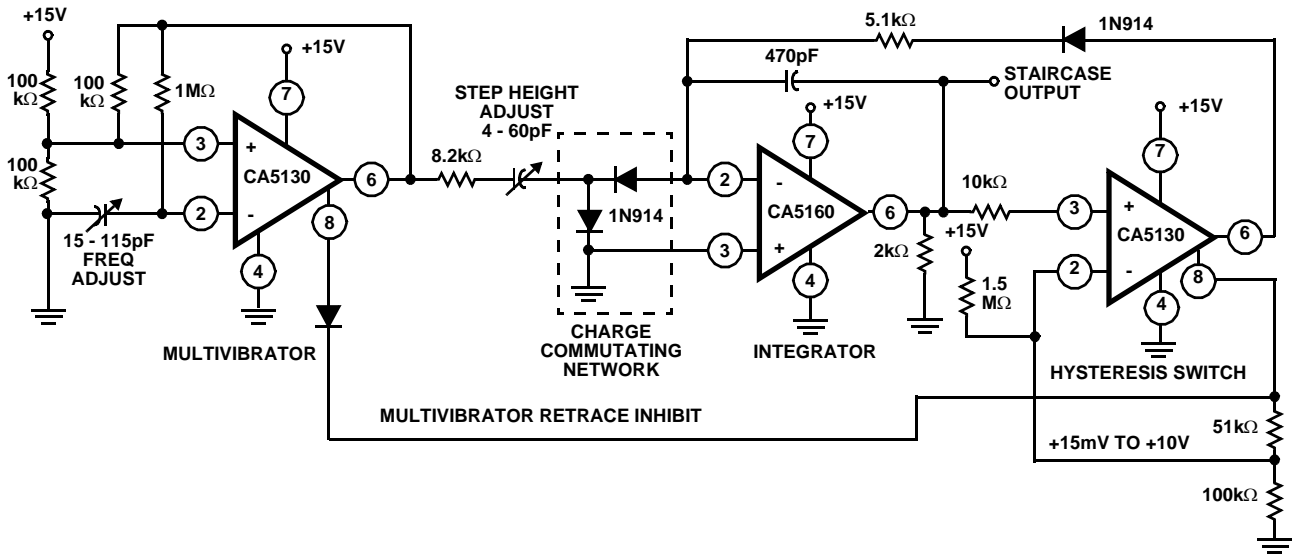 +15V
100
kΩ
100
kΩ
1MΩ
100
kΩ
15 - 115pF
FREQ
ADJUST
+15V
7
3
+
CA5130
6
2
-
8
4
MULTIVIBRATOR
STEP HEIGHT
ADJUST
4 - 60pF
8.2kΩ
1N914
CHARGE
COMMUTATING
NETWORK
5.1kΩ
1N914
470pF
STAIRCASE
OUTPUT
+15V
7
2
-
CA5160
6
3
+
4
INTEGRATOR
2kΩ
10kΩ
+15V
1.5
MΩ
+15V
7
3
+
CA5130
6
2
-
8
4
HYSTERESIS SWITCH
MULTIVIBRATOR RETRACE INHIBIT
+15mV TO +10V
51kΩ
100kΩ